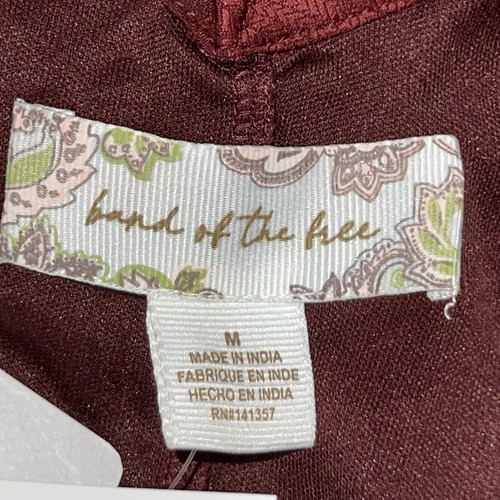 band of the free
M
MADE IN INDIA
FABRIQUE EN INDE
HECHO EN INDIA
RN#141357